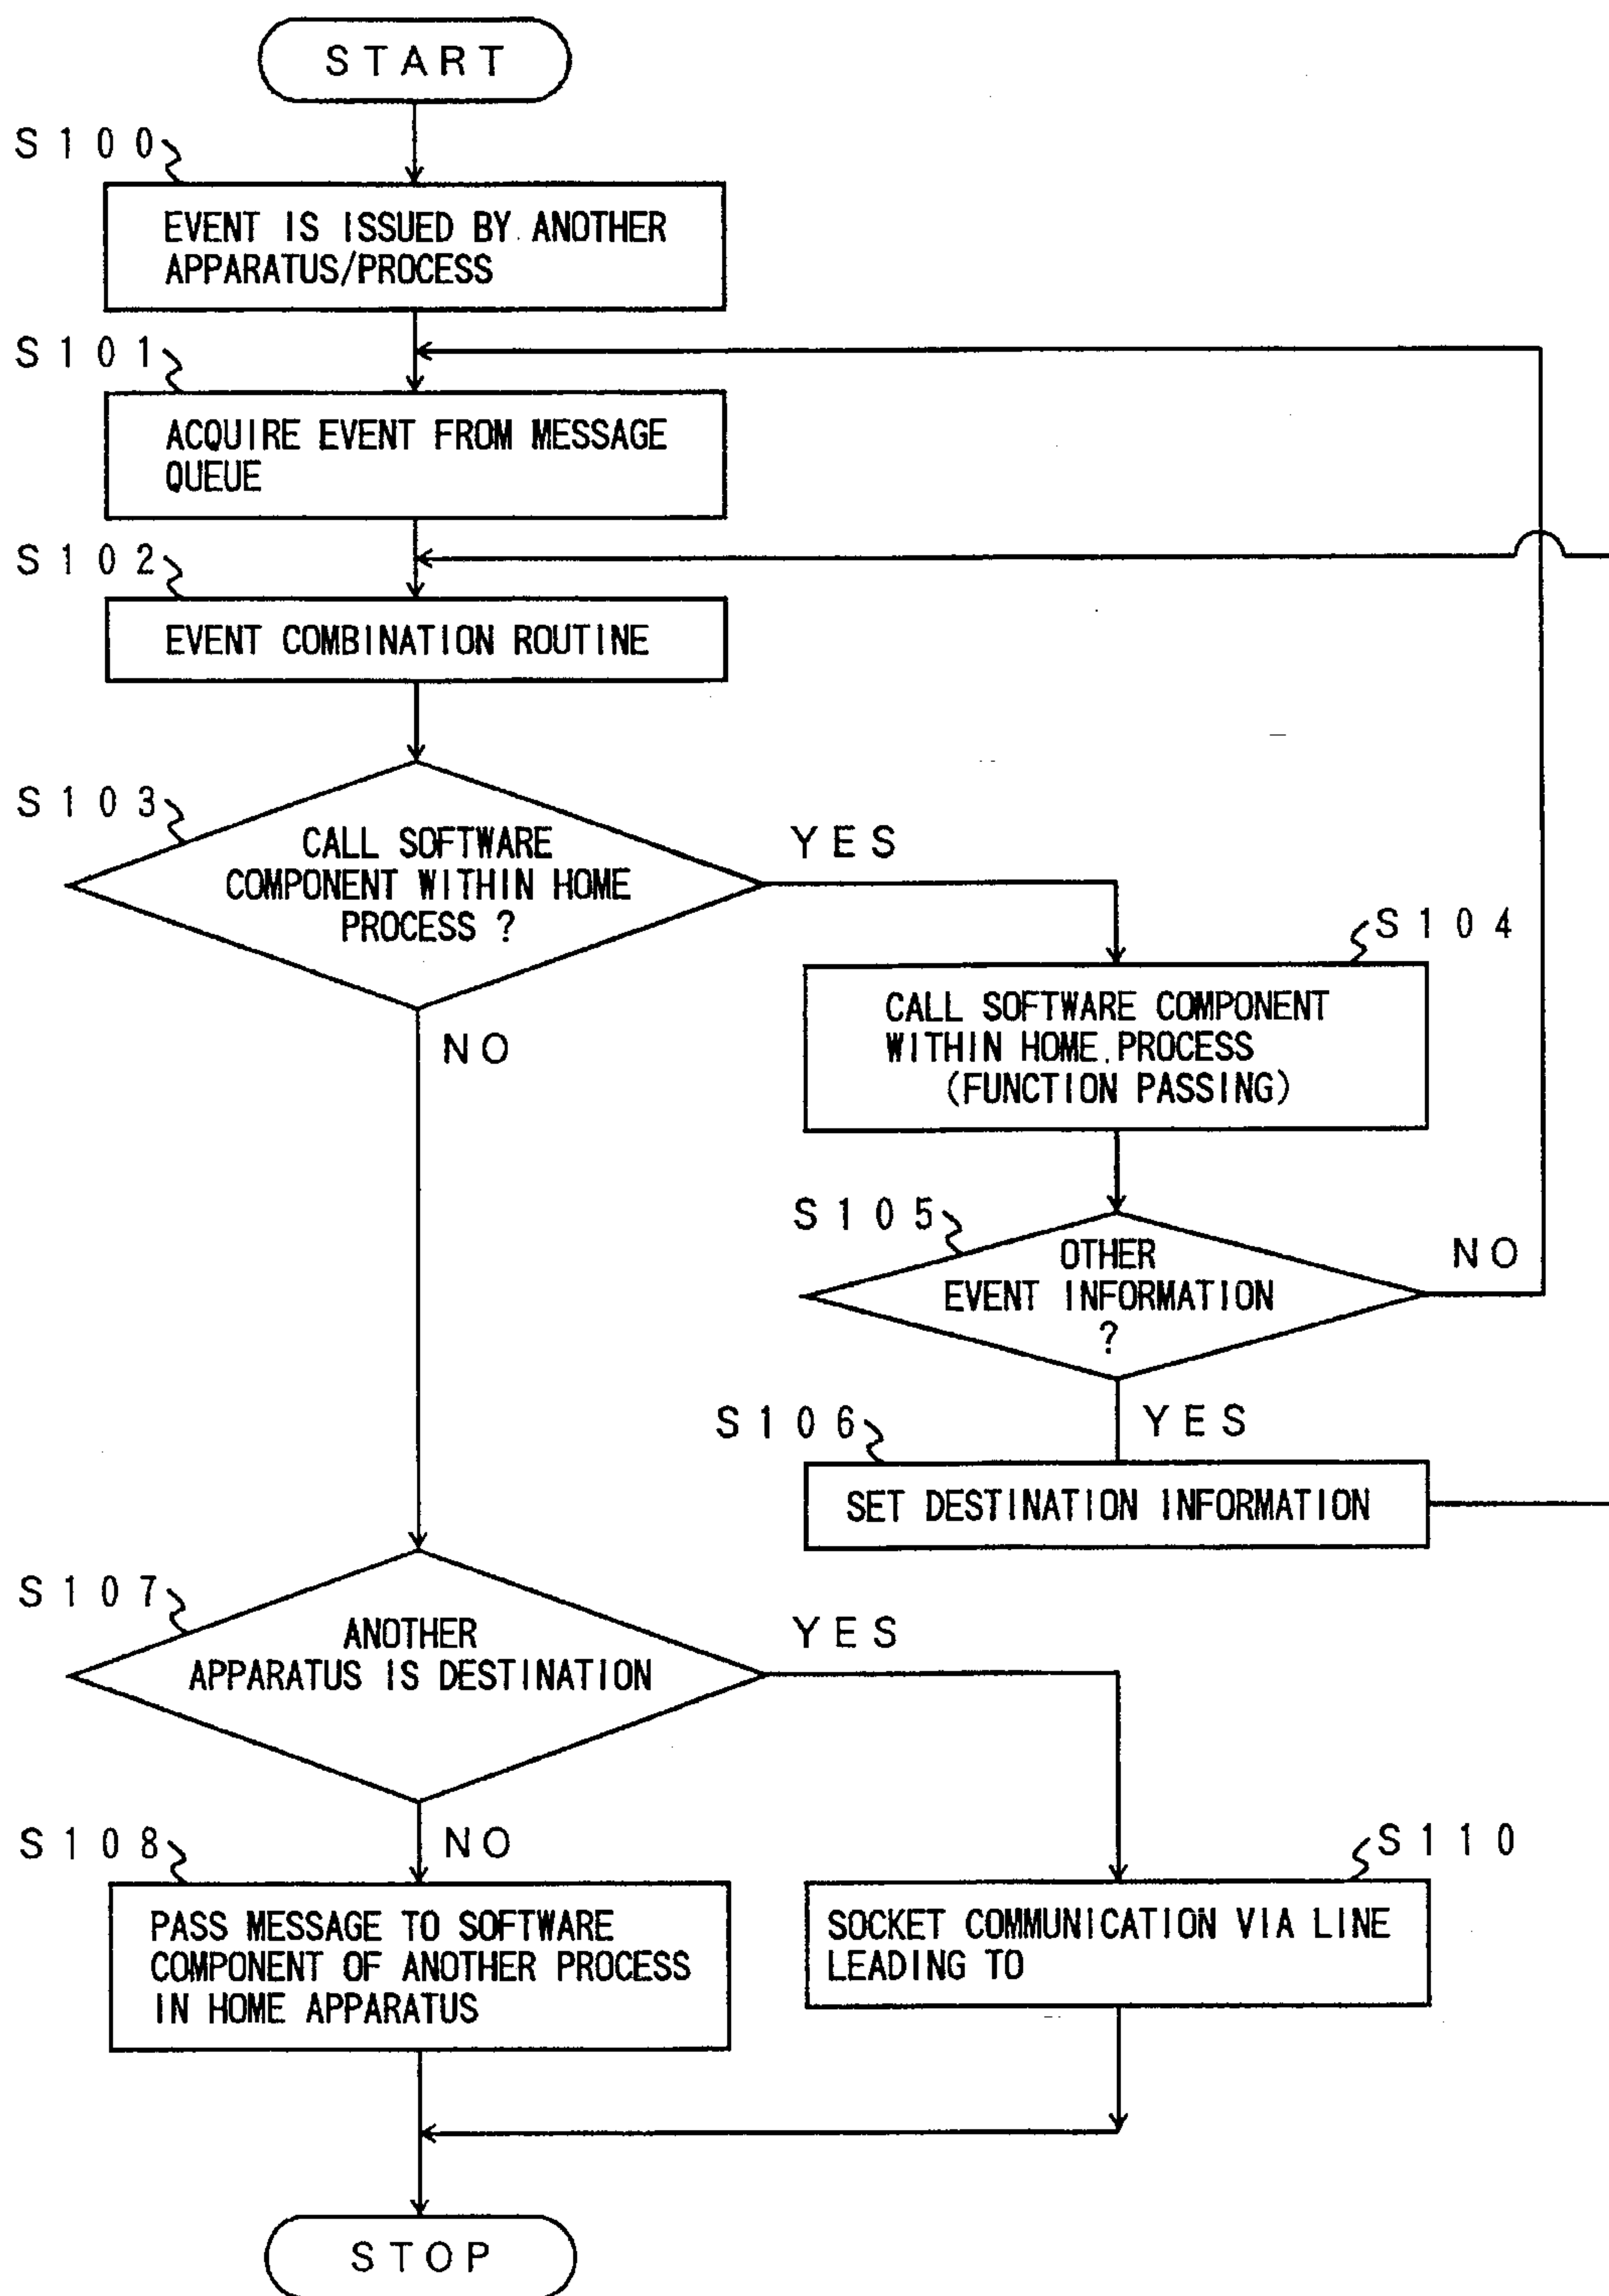 START
S100
EVENT IS ISSUED BY ANOTHER
APPARATUS/PROCESS
S101
ACQUIRE EVENT FROM MESSAGE
QUEUE
S102
EVENT COMBINATION ROUTINE
S103
CALL SOFTWARE
COMPONENT WITHIN HOME
PROCESS ?
YES
NO
S104
CALL SOFTWARE COMPONENT
WITHIN HOME PROCESS
(FUNCTION PASSING)
S105
OTHER
EVENT INFORMATION
?
NO
YES
S106
SET DESTINATION INFORMATION
S107
ANOTHER
APPARATUS IS DESTINATION
YES
NO
S108
PASS MESSAGE TO SOFTWARE
COMPONENT OF ANOTHER PROCESS
IN HOME APPARATUS
S110
SOCKET COMMUNICATION VIA LINE
LEADING TO
STOP